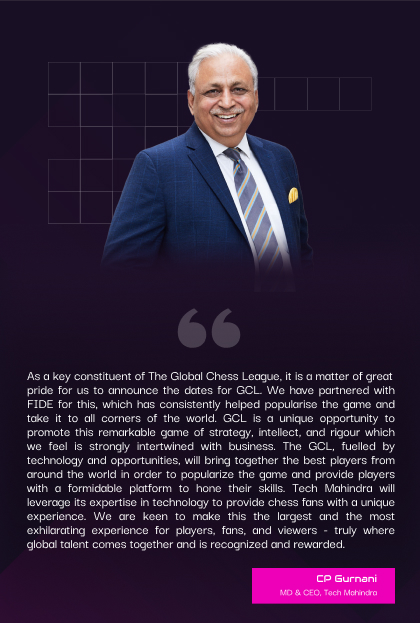 As a key constituent of The Global Chess League, it is a matter of great
pride for us to announce the dates for GCL. We have partnered with
FIDE for this, which has consistently helped popularise the game and
take it to all corners of the world. GCL is a unique opportunity to
promote this remarkable game of strategy, intellect, and rigour which
we feel is strongly intertwined with business. The GCL, fuelled by
technology and opportunities, will bring together the best players from
around the world in order to popularize the game and provide players
with a formidable platform to hone their skills. Tech Mahindra will
leverage its expertise in technology to provide chess fans with a unique
experience. We are keen to make this the largest and the most
exhilarating experience for players, fans, and viewers - truly where
global talent comes together and is recognized and rewarded.
CP Gurnani
MD & CEO, Tech Mahindra